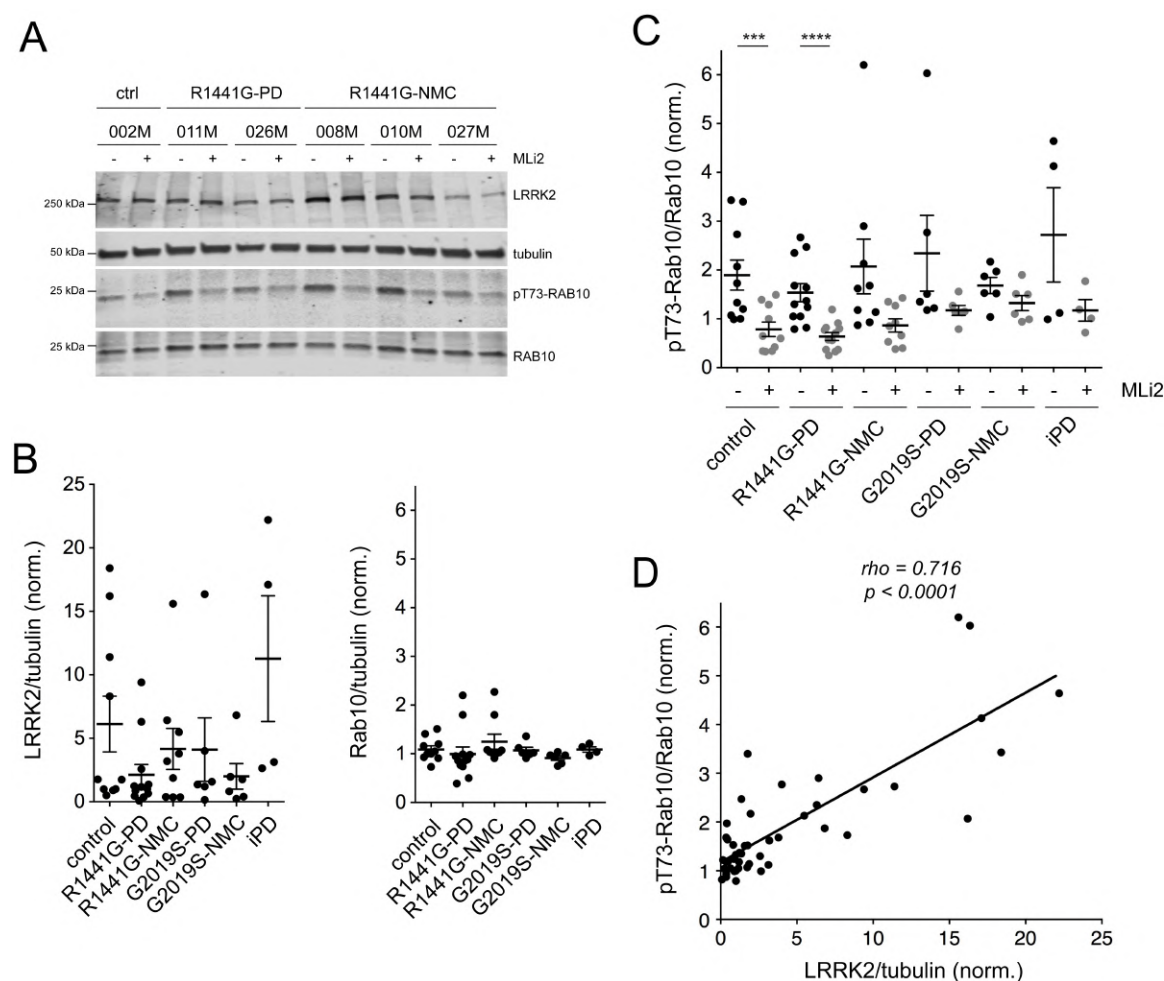 A
ctrl R1441G-PD R1441G-NMC
002M 011M 026M 008M 010M 027M
- + - + - + - + - + - + MLi2
250 kDa LRRK2
50 kDa tubulin
25 kDa pT73-RAB10
25 kDa RAB10
B
LRRK2/tubulin (norm.)
25
20
15
10
5
0
control R1441G-PD R1441G-NMC G2019S-PD G2019S-NMC iPD
Rab10/tubulin (norm.)
6
5
4
3
2
1
0
control R1441G-PD R1441G-NMC G2019S-PD G2019S-NMC iPD
C
*** ****
pT73-Rab10/Rab10 (norm.)
6
5
4
3
2
1
0
- + - + - + - + - + - + MLi2
control R1441G-PD R1441G-NMC G2019S-PD G2019S-NMC iPD
D
rho = 0.716
p < 0.0001
pT73-Rab10/Rab10 (norm.)
6
5
4
3
2
1
0
0 5 10 15 20 25
LRRK2/tubulin (norm.)